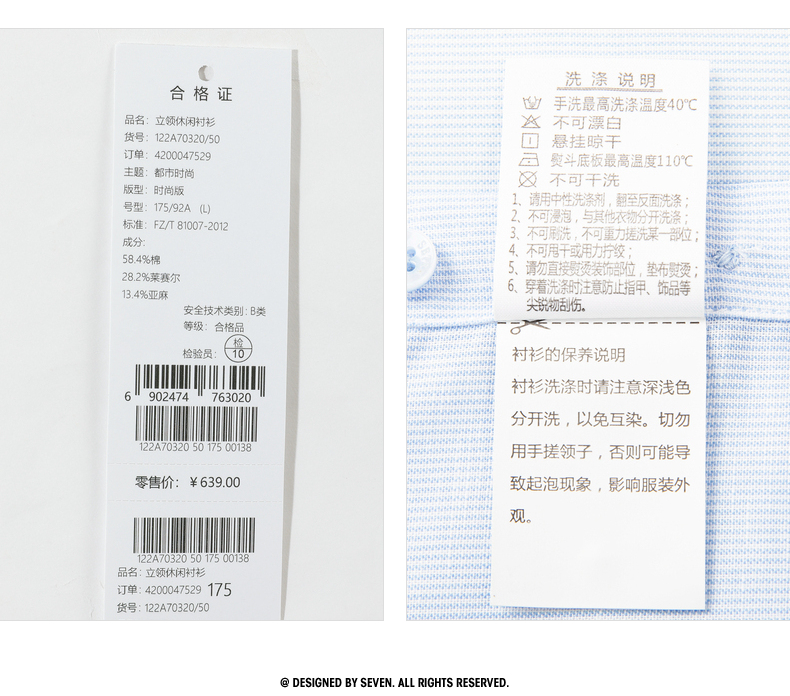 合格证
品名：立领休闲衬衫
货号：122A70320/50
订单：4200047529
主题：都市时尚
版型：时尚版
号型：175/92A （L)
标准：FZ/T 81007-2012
成分：
58.4%棉
28.2%莱赛尔
13.4%亚麻
安全技术类别：B类
等级：合格品
检验员：
检
10
6 902474 763020
122A70320 50 175 00138
零售价：￥639.00
122A70320 50 175 00138
品名：立领休闲衬衫
订单：4200047529 175
货号：122A70320/50
洗涤说明
手洗最高洗涤温度40℃
不可漂白
悬挂晾干
熨斗底板最高温度110℃
不可干洗
1、请用中性洗涤剂，翻至反面洗涤；
2、不可浸泡，与其他衣物分开洗涤；
3、不可刷洗，不可重力搓洗某一部位；
4、不可甩干或用力拧绞；
5、请勿直接熨烫装饰部位，垫布熨烫；
6、穿着洗涤时注意防止指甲、饰品等
尖锐物刮伤。
衬衫的保养说明
衬衫洗涤时请注意深浅色
分开洗，以免互染。切勿
用手搓领子，否则可能导
致起泡现象，影响服装外
观。
@ DESIGNED BY SEVEN. ALL RIGHTS RESERVED.